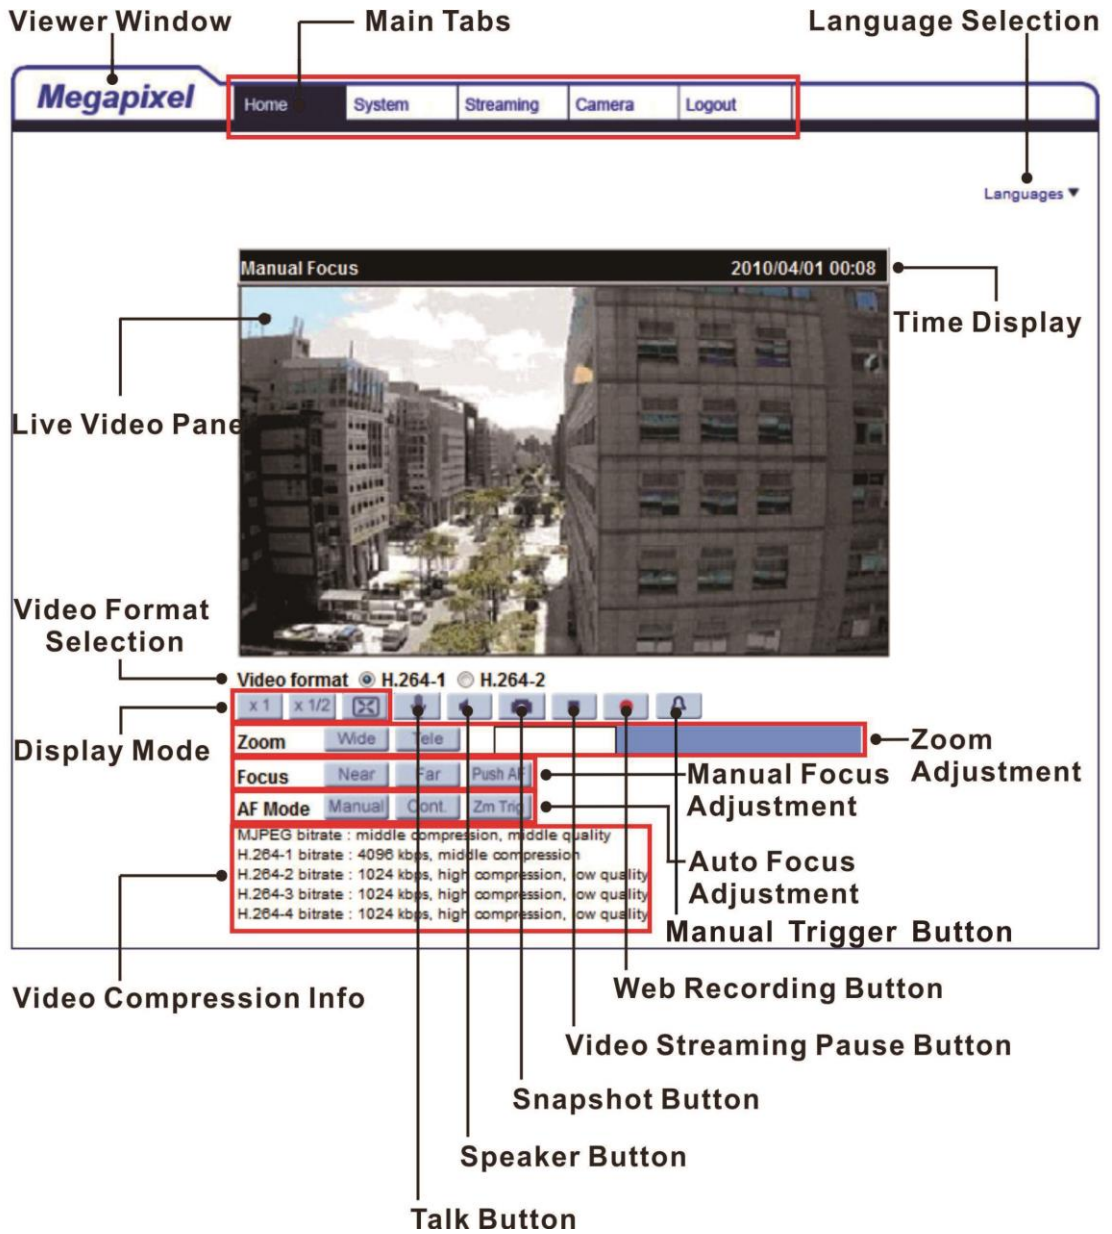 Viewer Window
Main Tabs
Language Selection
Megapixel
Home
System
Streaming
Camera
Logout
Languages ▼
Manual Focus
2010/04/01 00:08
Time Display
Live Video Pane
Video Format
Selection
Video format H.264-1 H.264-2
x 1
x 1/2
Display Mode
Zoom
Wide
Tele
Zoom
Adjustment
Focus
Near
Far
Push AF
Manual Focus
Adjustment
AF Mode
Manual
Cont.
Zm Trig
MJPEG bitrate : middle compression, middle quality
H.264-1 bitrate : 4096 kbps, middle compression
H.264-2 bitrate : 1024 kbps, high compression, low quality
H.264-3 bitrate : 1024 kbps, high compression, low quality
H.264-4 bitrate : 1024 kbps, high compression, low quality
Auto Focus
Adjustment
Manual Trigger Button
Video Compression Info
Web Recording Button
Video Streaming Pause Button
Snapshot Button
Speaker Button
Talk Button